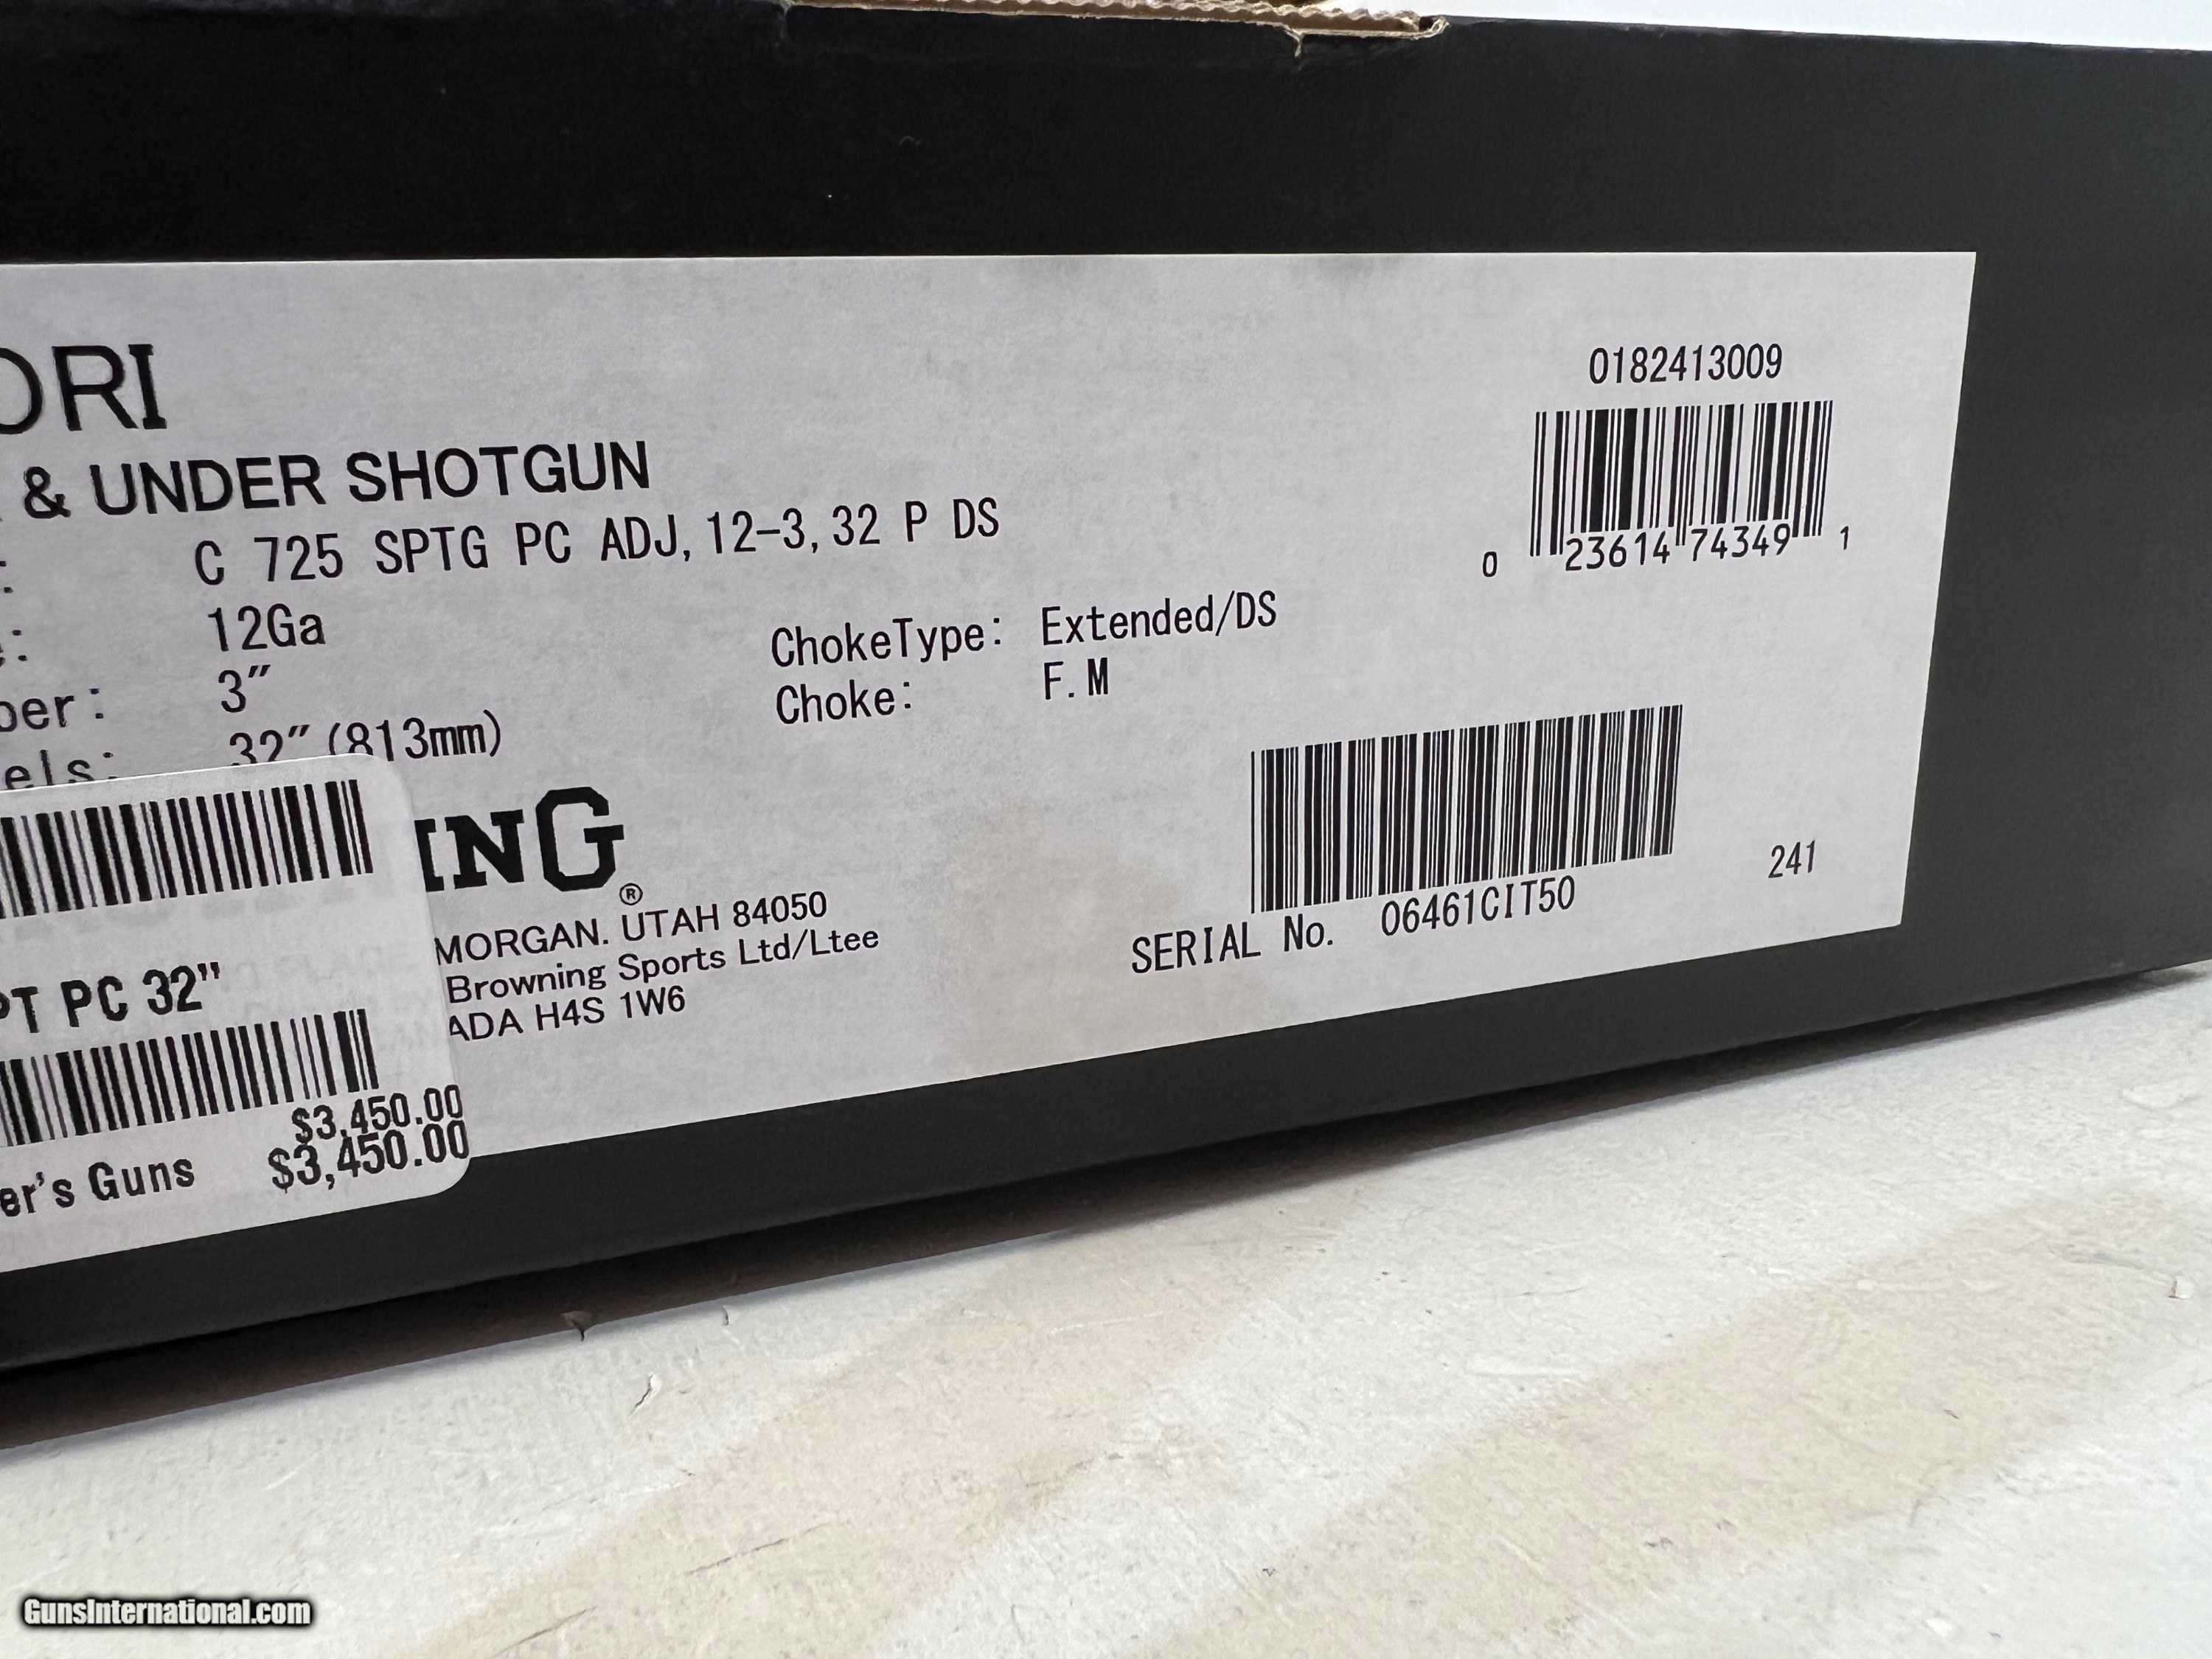 ORI
& UNDER SHOTGUN
C 725 SPTG PC ADJ, 12-3, 32 P DS
12Ga
3"
32" (813mm)
ChokeType: Extended/DS
Choke: F.M
0182413009
0 23614 74349 1
ING®
MORGAN. UTAH 84050
Browning Sports Ltd/Ltee
ADA H4S 1W6
SERIAL No. 06461CIT50
241
PT PC 32"
$3,450.00
er's Guns $3,450.00
GunsInternational.com